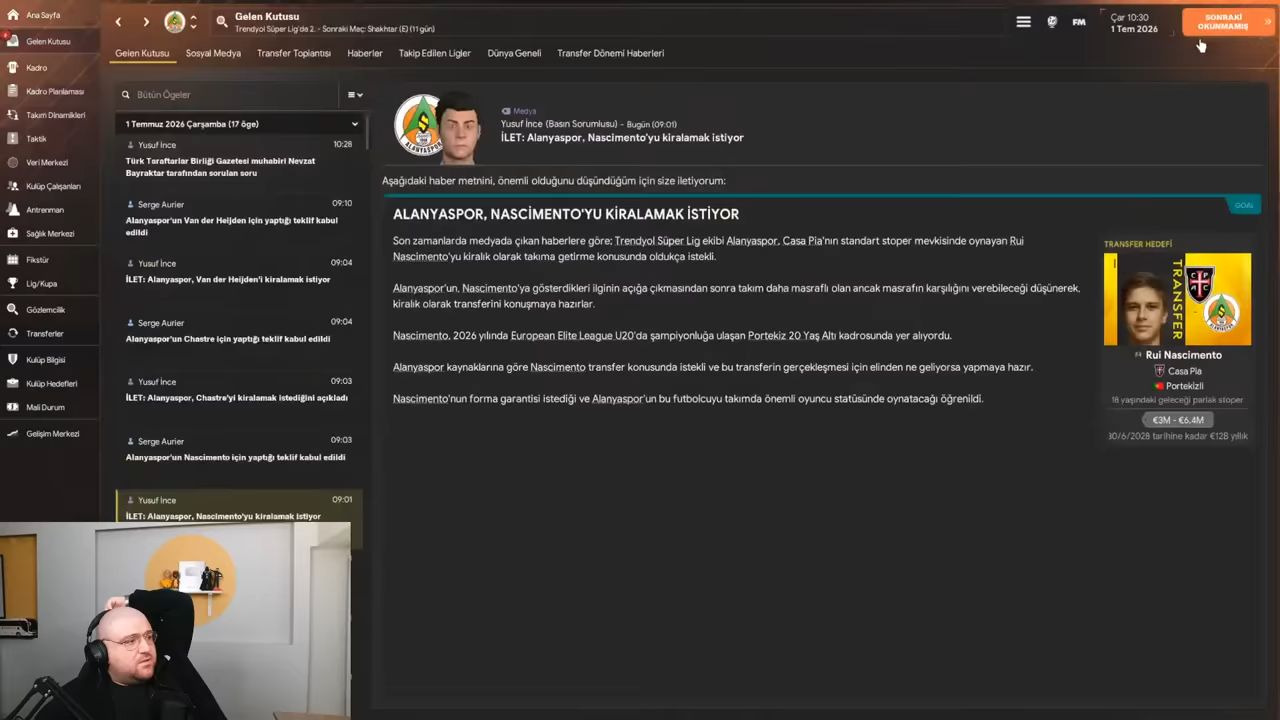 Ana Sayfa
Gelen Kutusu
Kadro
Kadro Planlaması
Takım Dinamikleri
Taktik
Veri Merkezi
Kulüp Çalışanları
Antrenman
Sağlık Merkezi
Fikstür
Lig/Kupa
Gözlemcilik
Transferler
Kulüp Bilgisi
Kulüp Hedefleri
Mali Durum
Gelişim Merkezi
Gelen Kutusu
Trendyol Süper Lig'de 2. - Sonraki Maç: Shakhtar (E) (11 gün)
FM
Çar 10:30
1 Tem 2026
SONRAKİ
OKUNMAMIŞ
Gelen Kutusu
Sosyal Medya
Transfer Toplantısı
Haberler
Takip Edilen Ligler
Dünya Geneli
Transfer Dönemi Haberleri
Bütün Ögeler
1 Temmuz 2026 Çarşamba (17 öge)
Yusuf İnce 10:28
Türk Taraftarlar Birliği Gazetesi muhabiri Nevzat
Bayraktar tarafından sorulan soru
Serge Aurier 09:10
Alanyaspor'un Van der Heijden için yaptığı teklif kabul
edildi
Yusuf İnce 09:04
İLET: Alanyaspor, Van der Heijden'i kiralamak istiyor
Serge Aurier 09:04
Alanyaspor'un Chastre için yaptığı teklif kabul edildi
Yusuf İnce 09:03
İLET: Alanyaspor, Chastre'yi kiralamak istediğini açıkladı
Serge Aurier 09:03
Alanyaspor'un Nascimento için yaptığı teklif kabul edildi
Yusuf İnce 09:01
İLET: Alanyaspor, Nascimento'yu kiralamak istiyor
Medya
Yusuf İnce (Basın Sorumlusu) - Bugün (09:01)
İLET: Alanyaspor, Nascimento'yu kiralamak istiyor
Aşağıdaki haber metnini, önemli olduğunu düşündüğüm için size iletiyorum:
GOAL
ALANYASPOR, NASCİMENTO'YU KİRALAMAK İSTİYOR
Son zamanlarda medyada çıkan haberlere göre; Trendyol Süper Lig ekibi Alanyaspor, Casa Pia'nın standart stoper mevkisinde oynayan Rui
Nascimento'yu kiralık olarak takıma getirme konusunda oldukça istekli.
Alanyaspor'un, Nascimento'ya gösterdikleri ilginin açığa çıkmasından sonra takım daha masraflı olan ancak masrafın karşılığını verebileceği düşünerek,
kiralık olarak transferini konuşmaya hazırlar.
Nascimento, 2026 yılında European Elite League U20'da şampiyonluğa ulaşan Portekiz 20 Yaş Altı kadrosunda yer alıyordu.
Alanyaspor kaynaklarına göre Nascimento transfer konusunda istekli ve bu transferin gerçekleşmesi için elinden ne geliyorsa yapmaya hazır.
Nascimento'nun forma garantisi istediği ve Alanyaspor'un bu futbolcuyu takımda önemli oyuncu statüsünde oynatacağı öğrenildi.
TRANSFER HEDEFİ
TRANSFER
Rui Nascimento
Casa Pia
Portekizli
18 yaşındaki geleceği parlak stoper
€3M - €6.4M
30/6/2028 tarihine kadar €12B yıllık